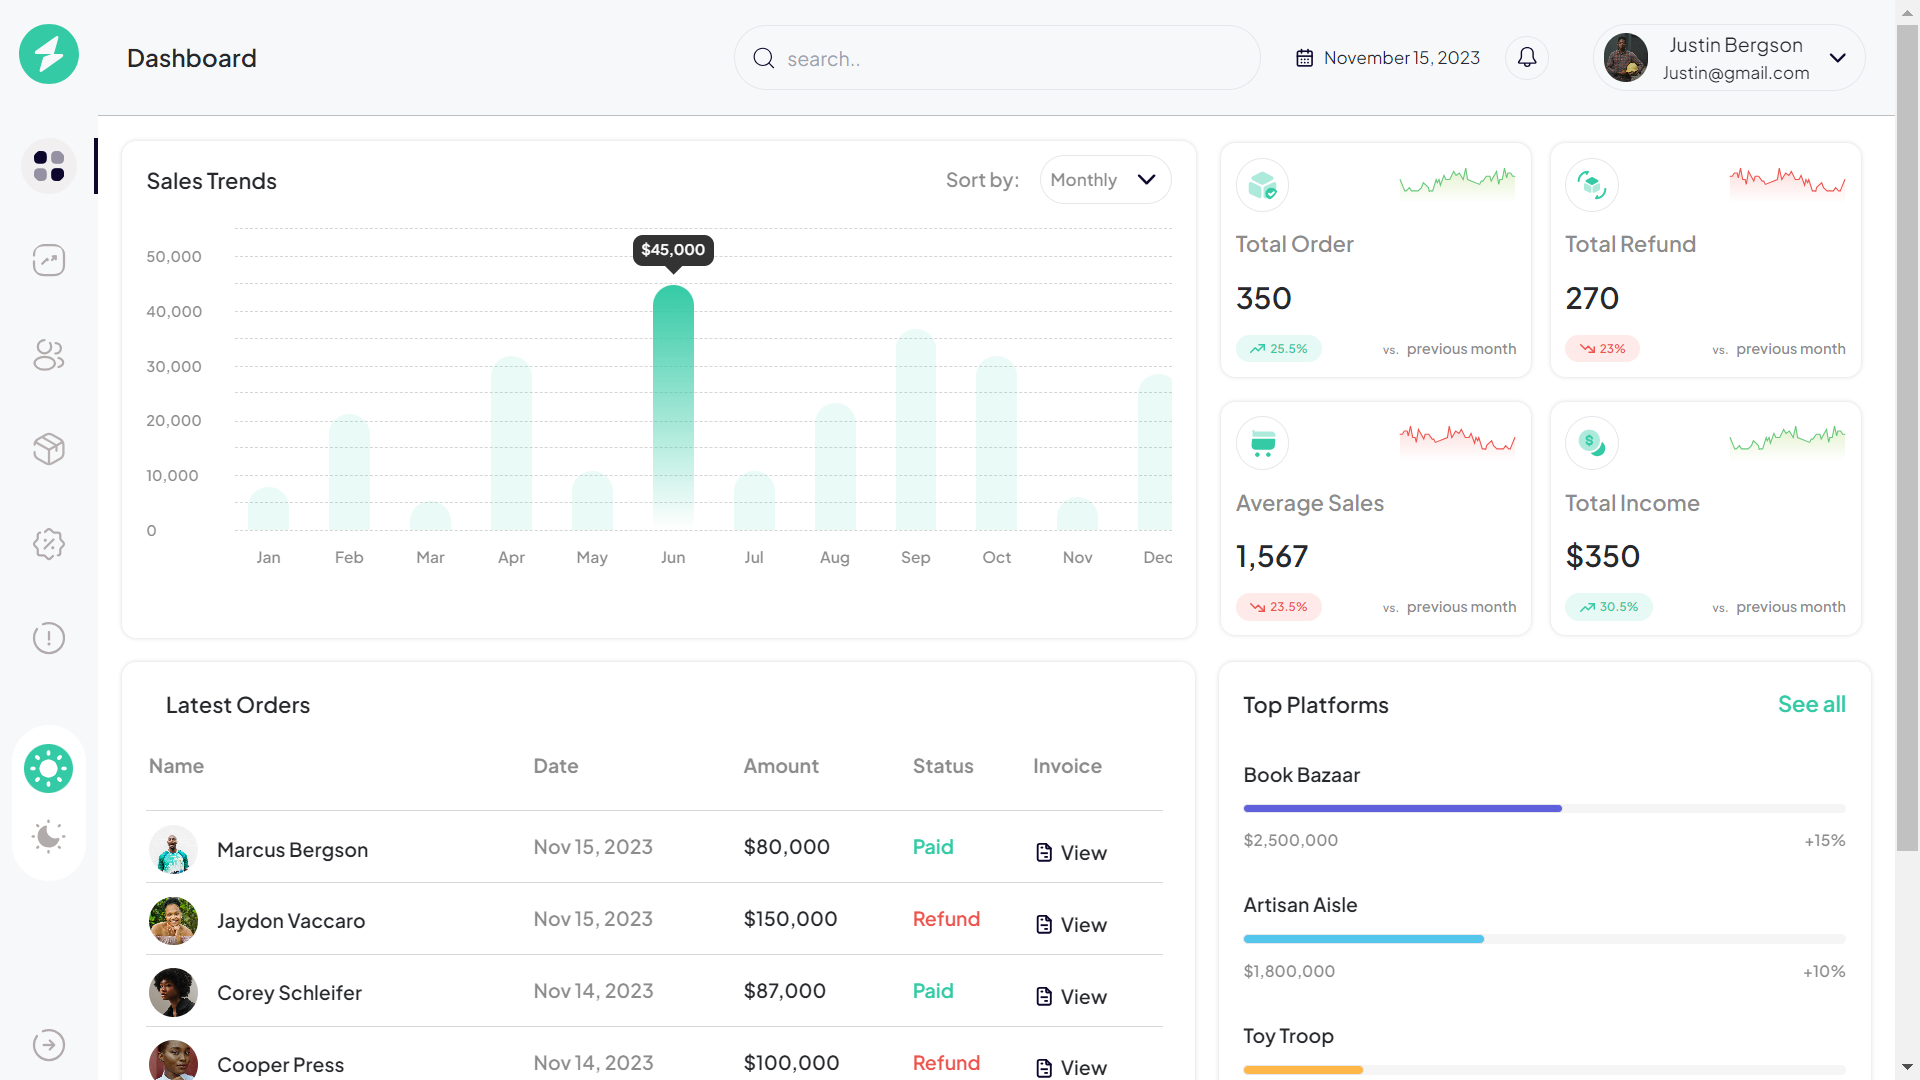 Dashboard
search..
November 15, 2023
Justin Bergson
Justin@gmail.com
Sales Trends
Sort by:
Monthly
50,000
40,000
30,000
20,000
10,000
0
$45,000
Jan Feb Mar Apr May Jun Jul Aug Sep Oct Nov Dec
Total Order
350
25.5%
vs. previous month
Total Refund
270
23%
vs. previous month
Average Sales
1,567
23.5%
vs. previous month
Total Income
$350
30.5%
vs. previous month
Latest Orders
Name Date Amount Status Invoice
Marcus Bergson Nov 15, 2023 $80,000 Paid View
Jaydon Vaccaro Nov 15, 2023 $150,000 Refund View
Corey Schleifer Nov 14, 2023 $87,000 Paid View
Cooper Press Nov 14, 2023 $100,000 Refund View
Top Platforms
See all
Book Bazaar
$2,500,000 +15%
Artisan Aisle
$1,800,000 +10%
Toy Troop